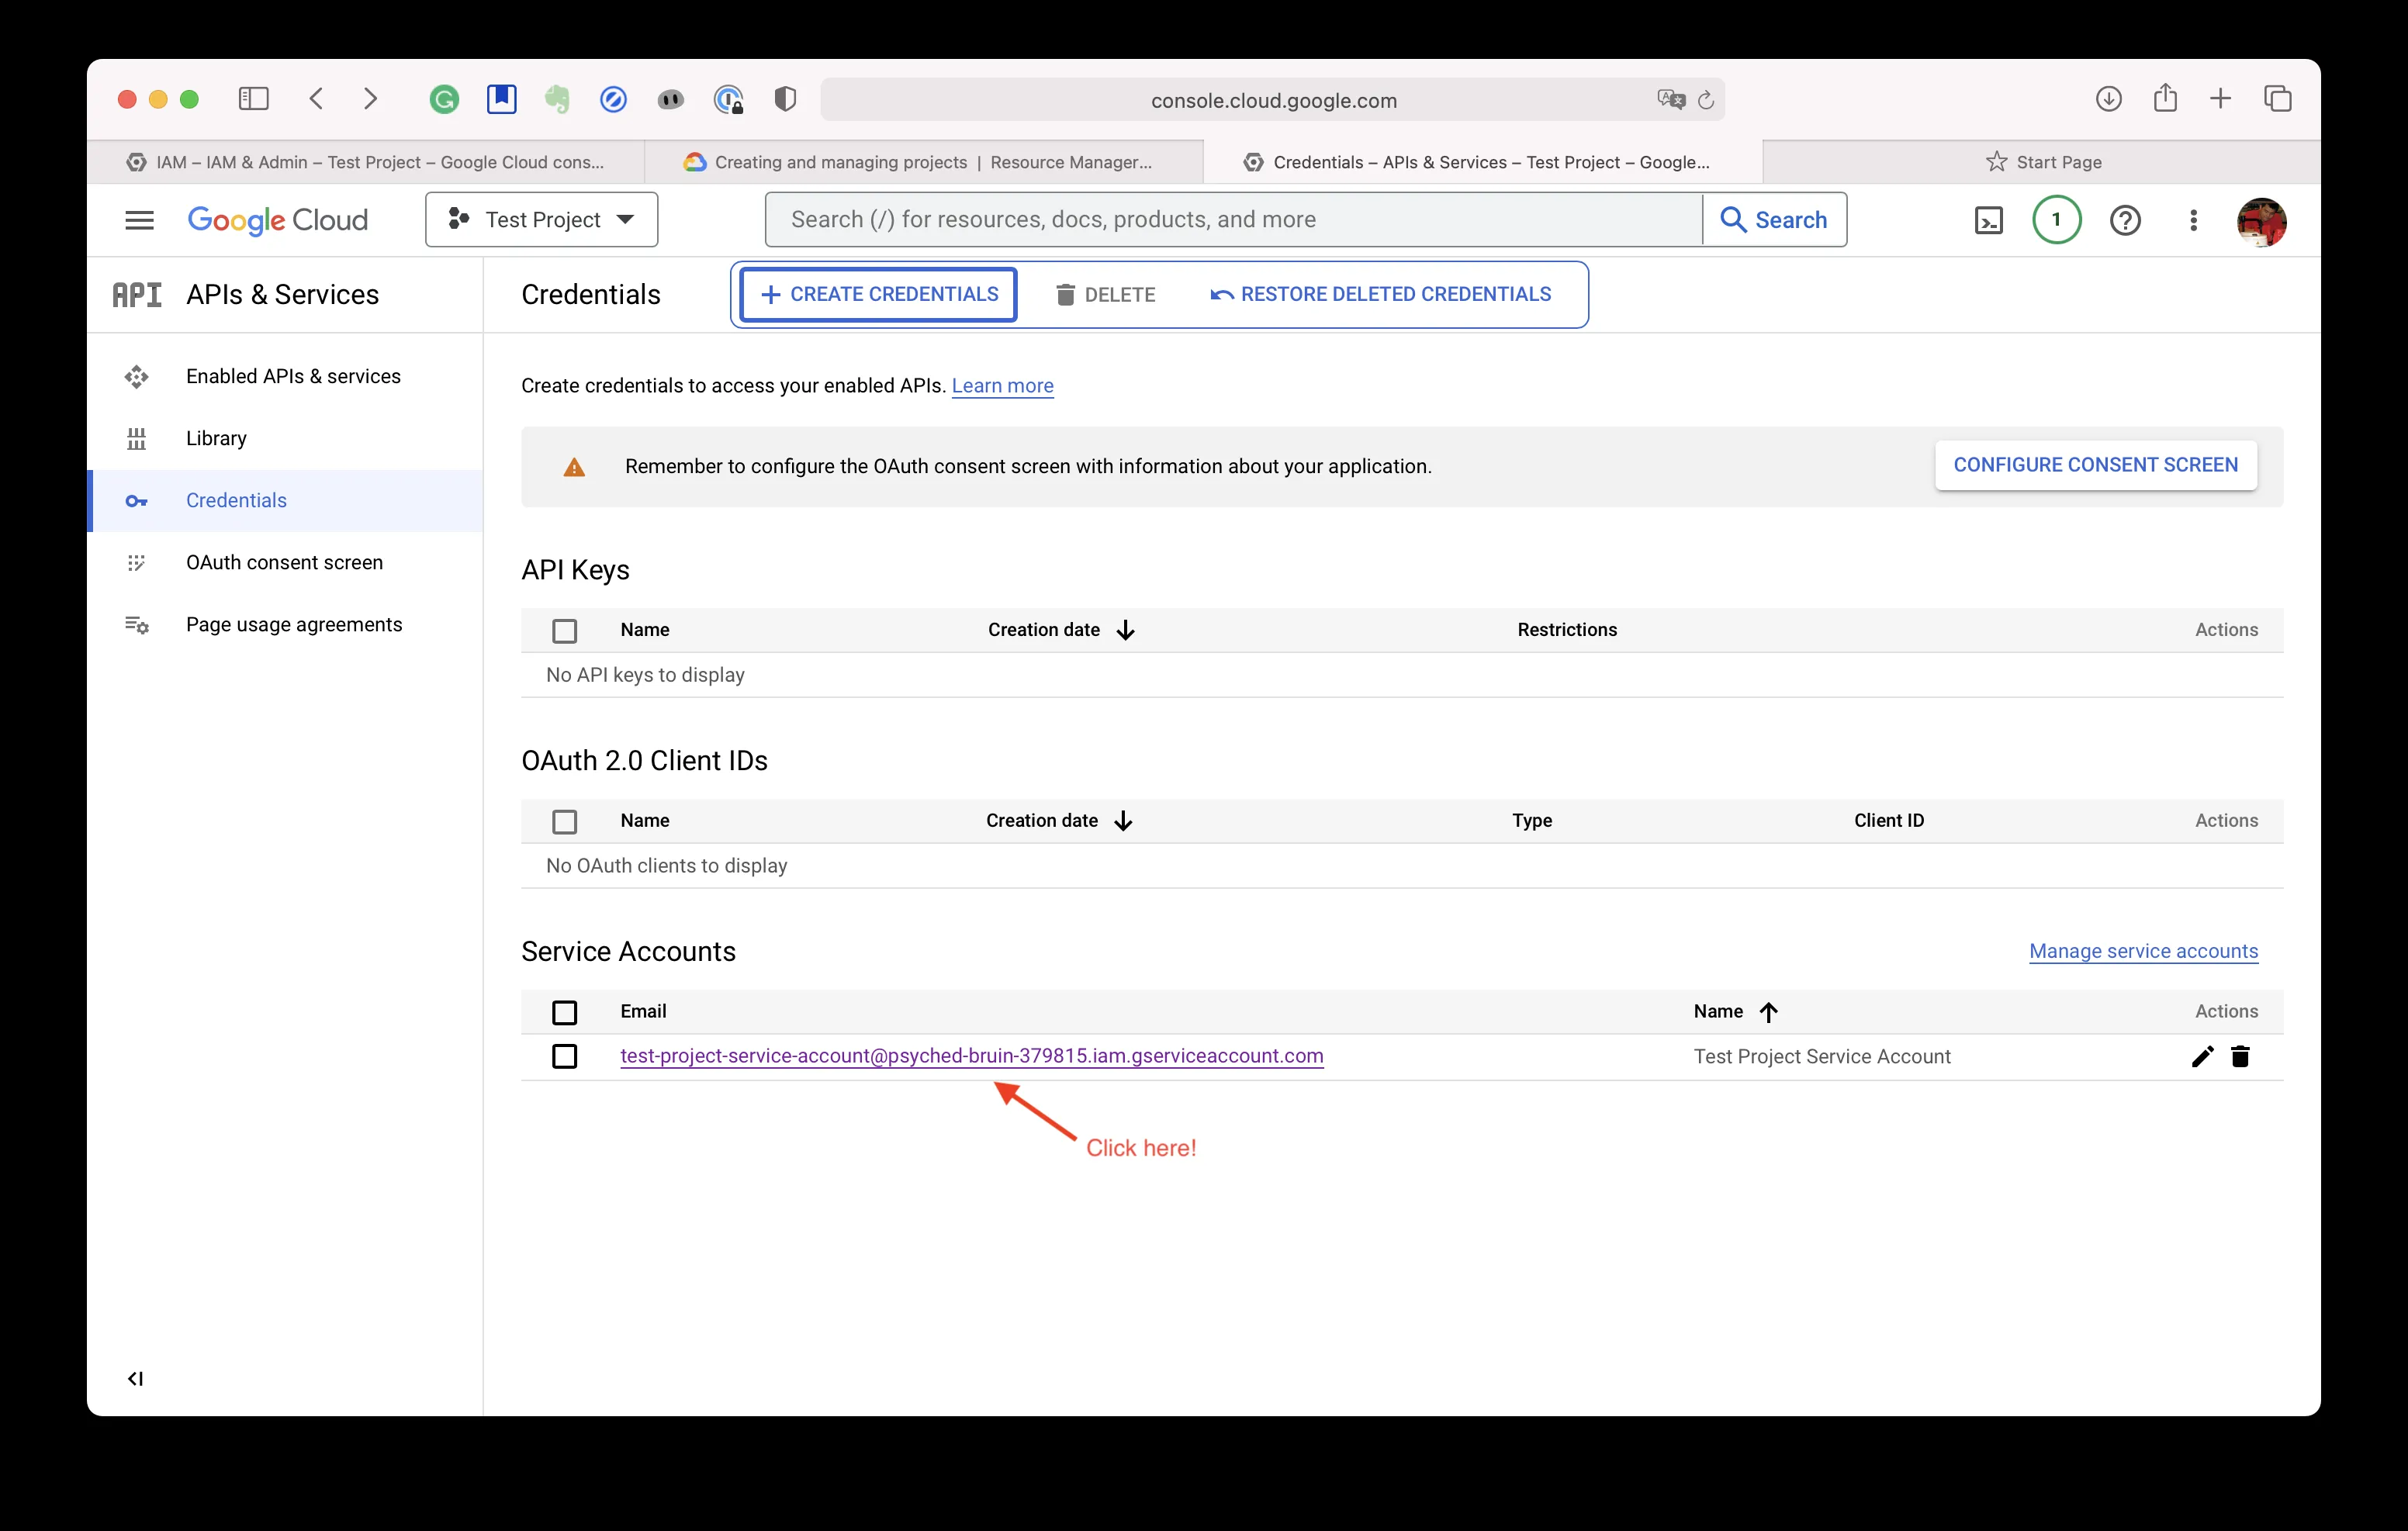 console.cloud.google.com
IAM – IAM & Admin – Test Project – Google Cloud cons...
Creating and managing projects | Resource Manager...
Credentials – APIs & Services – Test Project – Google...
Start Page
Google Cloud
Test Project
Search (/) for resources, docs, products, and more
Search
1
API APIs & Services
Credentials
+ CREATE CREDENTIALS
DELETE
RESTORE DELETED CREDENTIALS
Enabled APIs & services
Library
Credentials
OAuth consent screen
Page usage agreements
Create credentials to access your enabled APIs. Learn more
Remember to configure the OAuth consent screen with information about your application.
CONFIGURE CONSENT SCREEN
API Keys
Name Creation date Restrictions Actions
No API keys to display
OAuth 2.0 Client IDs
Name Creation date Type Client ID Actions
No OAuth clients to display
Service Accounts
Manage service accounts
Email Name Actions
test-project-service-account@psyched-bruin-379815.iam.gserviceaccount.com Test Project Service Account
Click here!